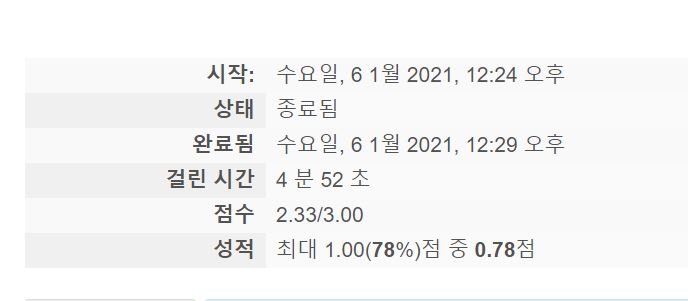 시작: 수요일, 6 1월 2021, 12:24 오후
상태 종료됨
완료됨 수요일, 6 1월 2021, 12:29 오후
걸린 시간 4 분 52 초
점수 2.33/3.00
성적 최대 1.00(78%)점 중 0.78점